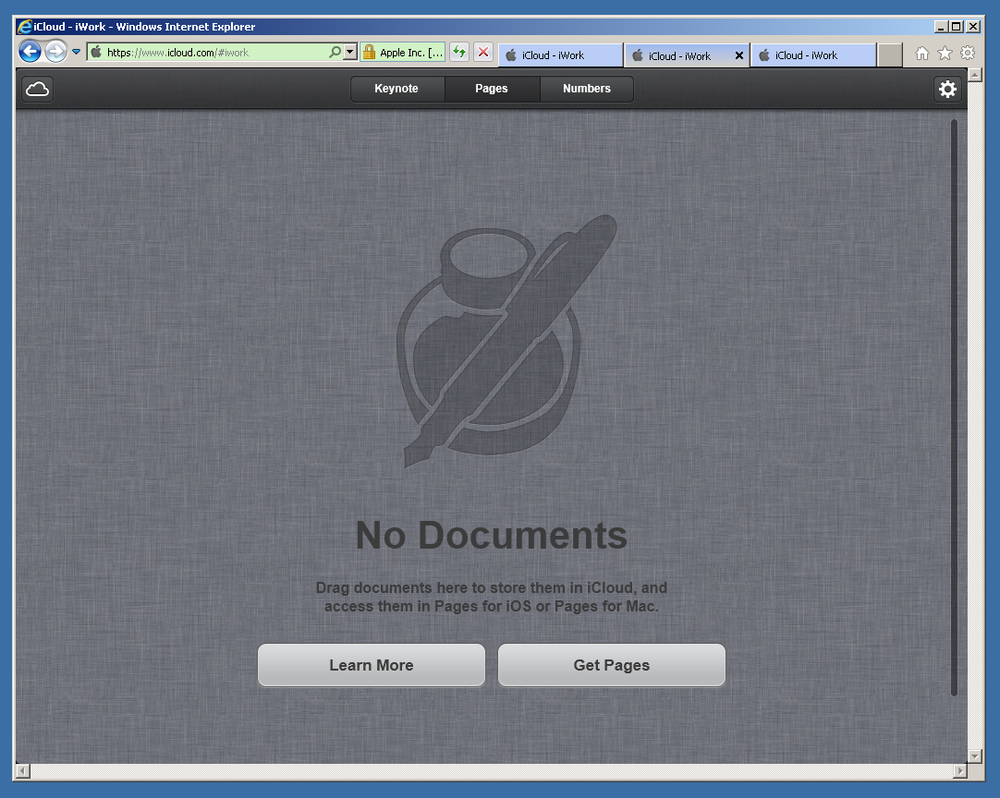 iCloud - iWork - Windows Internet Explorer
https://www.icloud.com/#iwork
Apple Inc. [...
iCloud - iWork
iCloud - iWork
iCloud - iWork
Keynote
Pages
Numbers
No Documents
Drag documents here to store them in iCloud, and
access them in Pages for iOS or Pages for Mac.
Learn More
Get Pages